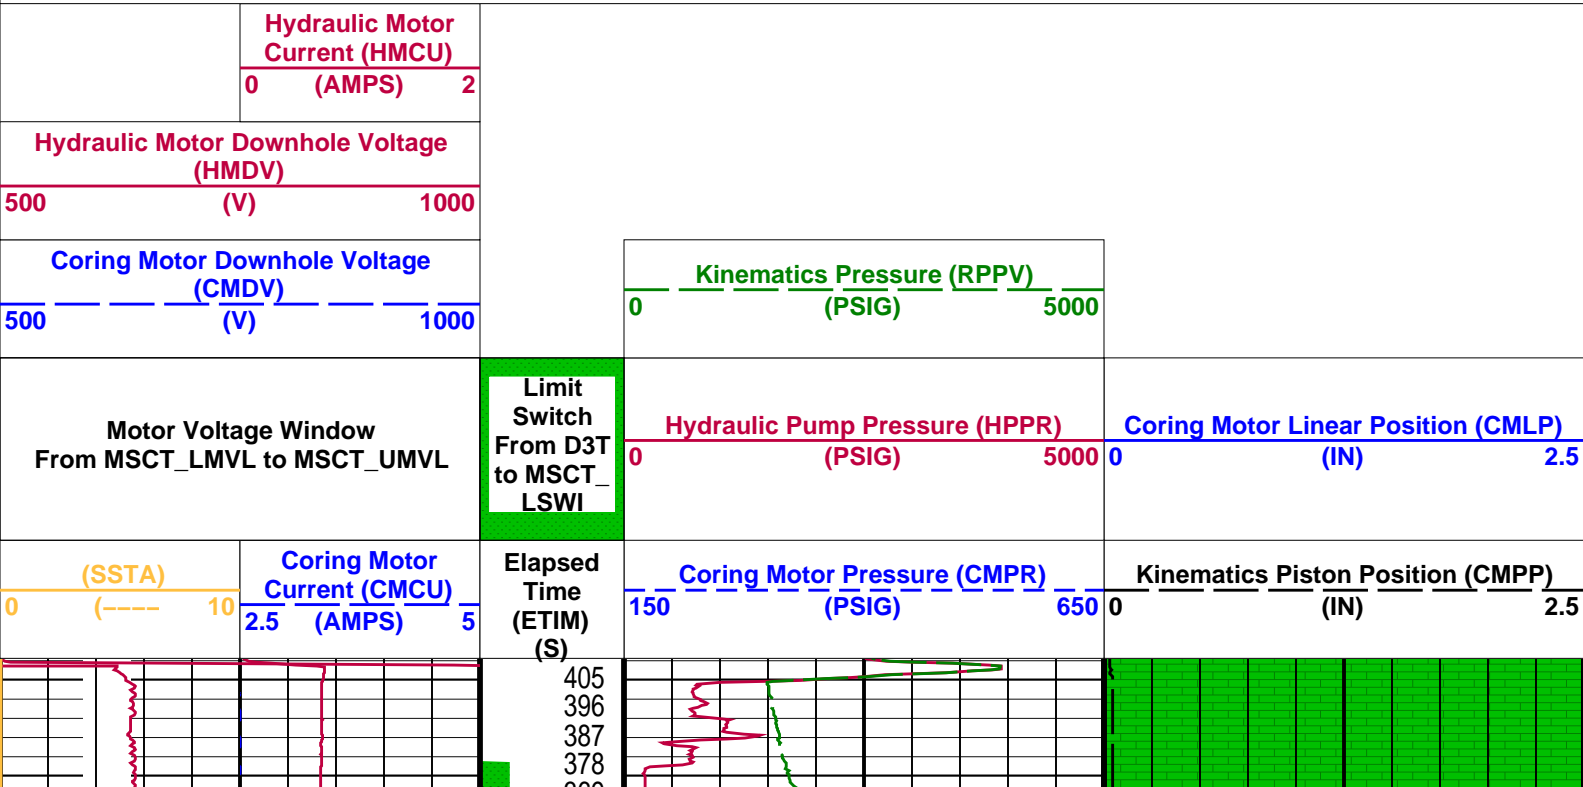 Hydraulic Motor
Current (HMCU)
0 (AMPS) 2
Hydraulic Motor Downhole Voltage
(HMDV)
500 (V) 1000
Coring Motor Downhole Voltage
(CMDV)
500 (V) 1000
Kinematics Pressure (RPPV)
0 (PSIG) 5000
Motor Voltage Window
From MSCT_LMVL to MSCT_UMVL
Limit
Switch
From D3T
to MSCT_
LSWI
Hydraulic Pump Pressure (HPPR)
0 (PSIG) 5000
Coring Motor Linear Position (CMLP)
0 (IN) 2.5
(SSTA)
0 (---- 10
Coring Motor
Current (CMCU)
2.5 (AMPS) 5
Elapsed
Time
(ETIM)
(S)
Coring Motor Pressure (CMPR)
150 (PSIG) 650
Kinematics Piston Position (CMPP)
0 (IN) 2.5
405
396
387
378